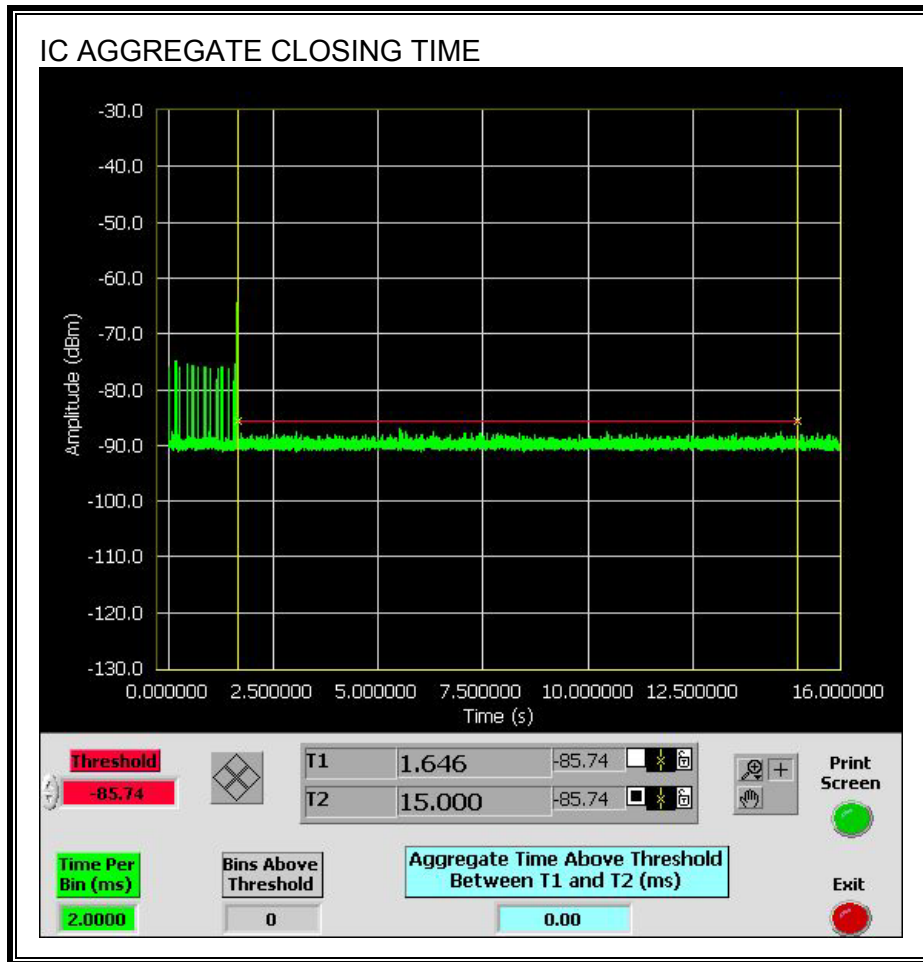 IC AGGREGATE CLOSING TIME
-30.0
-40.0
-50.0
-60.0
-70.0
-80.0
-90.0
-100.0
-110.0
-120.0
-130.0
Amplitude (dBm)
0.000000 2.500000 5.000000 7.500000 10.000000 12.500000 16.000000
Time (s)
Threshold
-85.74
T1 1.646 -85.74
T2 15.000 -85.74
Print
Screen
Time Per
Bin (ms)
2.0000
Bins Above
Threshold
0
Aggregate Time Above Threshold
Between T1 and T2 (ms)
0.00
Exit